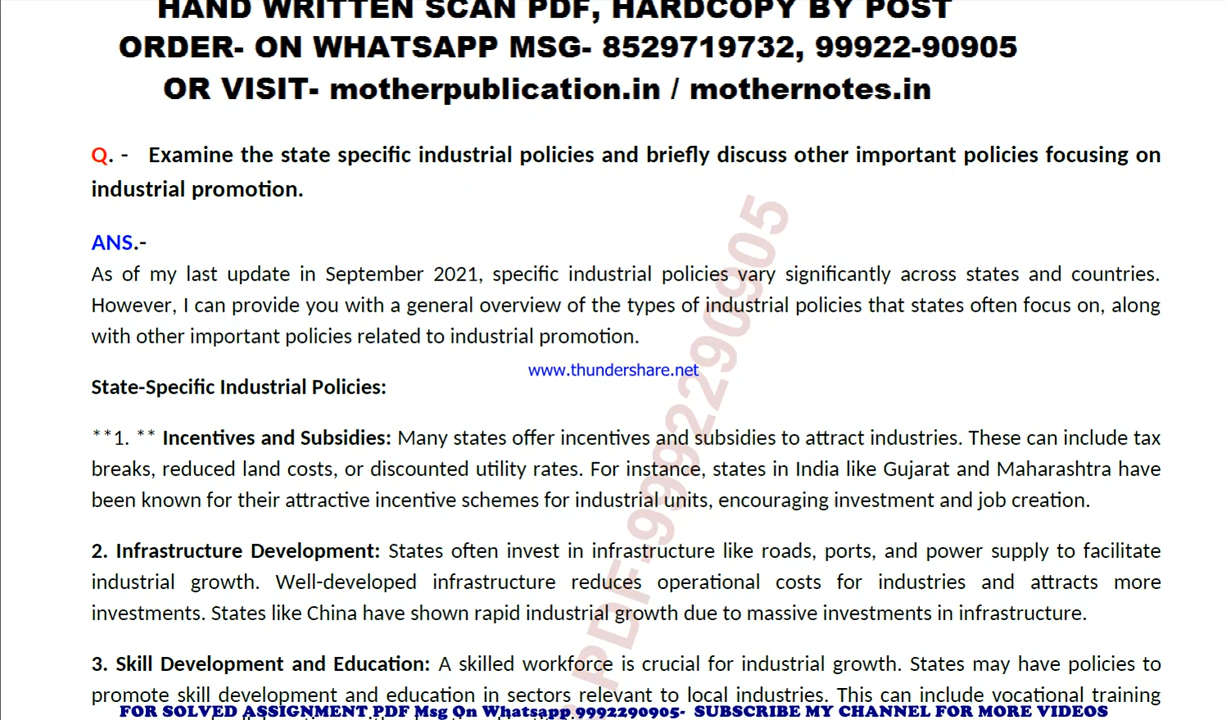 HAND WRITTEN SCAN PDF, HARDCOPY BY POST
ORDER- ON WHATSAPP MSG- 8529719732, 99922-90905
OR VISIT- motherpublication.in / mothernotes.in
Q. - Examine the state specific industrial policies and briefly discuss other important policies focusing on
industrial promotion.
ANS.-
As of my last update in September 2021, specific industrial policies vary significantly across states and countries.
However, I can provide you with a general overview of the types of industrial policies that states often focus on, along
with other important policies related to industrial promotion.
www.thundershare.net
State-Specific Industrial Policies:
**1. ** Incentives and Subsidies: Many states offer incentives and subsidies to attract industries. These can include tax
breaks, reduced land costs, or discounted utility rates. For instance, states in India like Gujarat and Maharashtra have
been known for their attractive incentive schemes for industrial units, encouraging investment and job creation.
2. Infrastructure Development: States often invest in infrastructure like roads, ports, and power supply to facilitate
industrial growth. Well-developed infrastructure reduces operational costs for industries and attracts more
investments. States like China have shown rapid industrial growth due to massive investments in infrastructure.
3. Skill Development and Education: A skilled workforce is crucial for industrial growth. States may have policies to
promote skill development and education in sectors relevant to local industries. This can include vocational training
FOR SOLVED ASSIGNMENT PDF Msg On Whatsapp 9992290905- SUBSCRIBE MY CHANNEL FOR MORE VIDEOS
PDF-9992290905